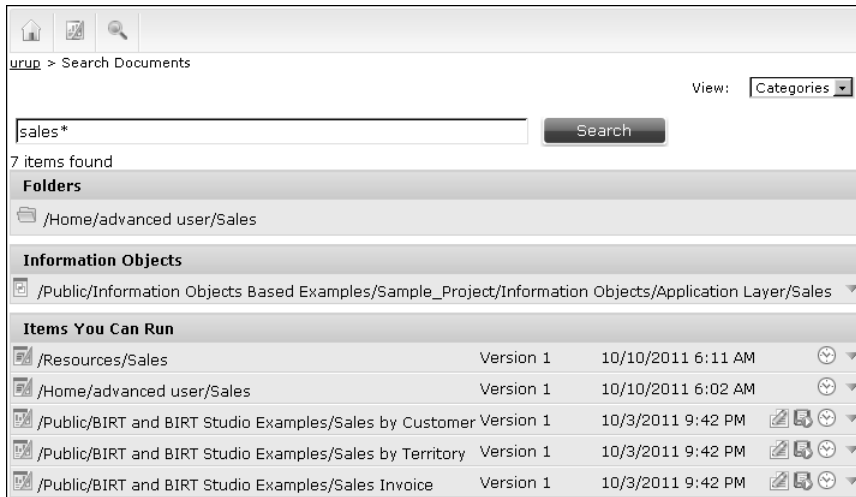 urup > Search Documents
View: Categories
sales*
Search
7 items found
Folders
/Home/advanced user/Sales
Information Objects
/Public/Information Objects Based Examples/Sample_Project/Information Objects/Application Layer/Sales
Items You Can Run
/Resources/Sales Version 1 10/10/2011 6:11 AM
/Home/advanced user/Sales Version 1 10/10/2011 6:02 AM
/Public/BIRT and BIRT Studio Examples/Sales by Customer Version 1 10/3/2011 9:42 PM
/Public/BIRT and BIRT Studio Examples/Sales by Territory Version 1 10/3/2011 9:42 PM
/Public/BIRT and BIRT Studio Examples/Sales Invoice Version 1 10/3/2011 9:42 PM